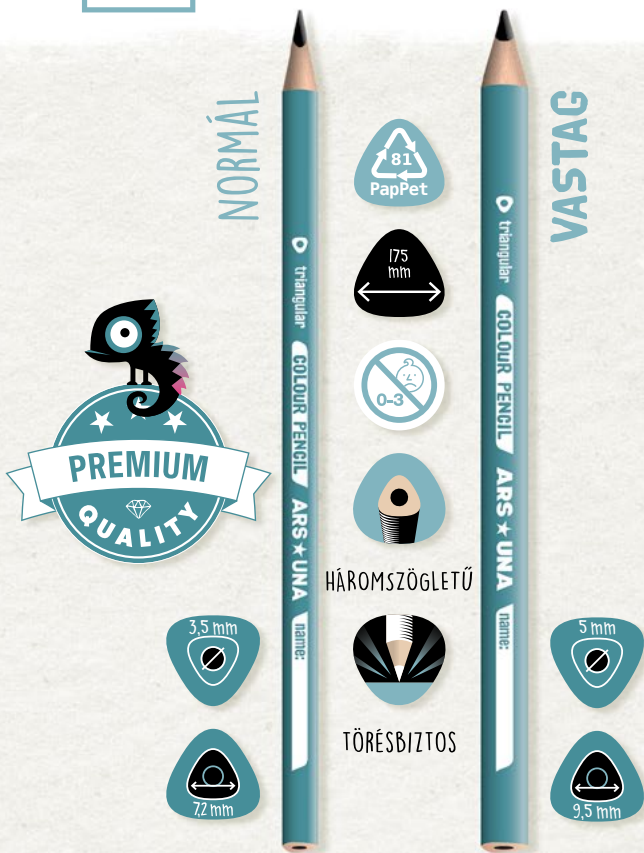 NORMÁL
VASTAG
81
PapPet
175
mm
0-3
HÁROMSZÖGLETŰ
TÖRÉSBIZTOS
PREMIUM
QUALITY
triangular COLOUR PENCIL ARS★UNA name:
triangular COLOUR PENCIL ARS★UNA name:
3,5 mm
7,2 mm
5 mm
9,5 mm